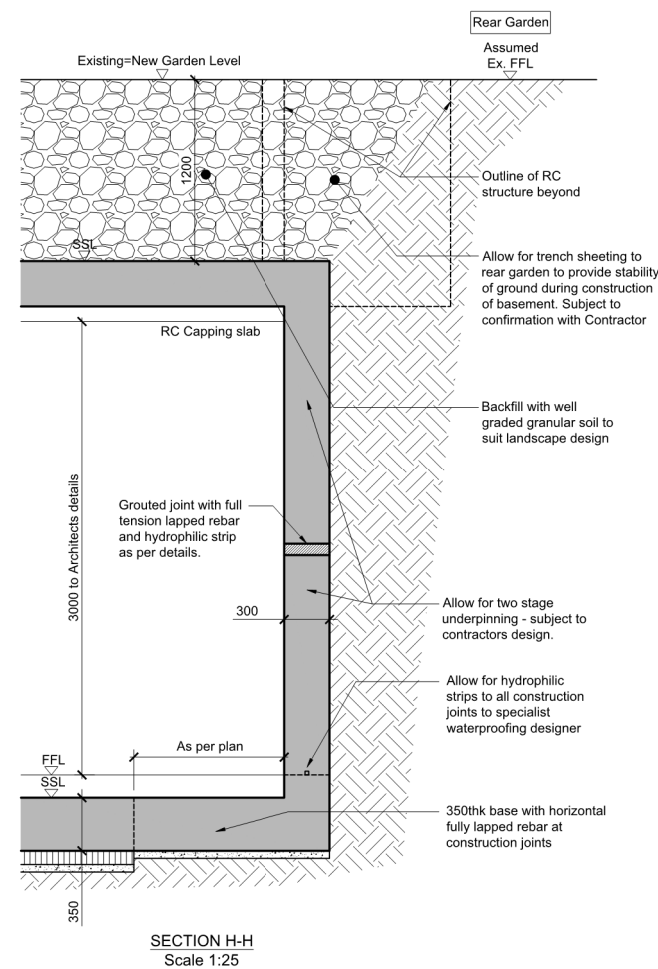 Rear Garden
Existing=New Garden Level
Assumed
Ex. FFL
1200
Outline of RC
structure beyond
SSL
Allow for trench sheeting to
rear garden to provide stability
of ground during construction
of basement. Subject to
confirmation with Contractor
RC Capping slab
Backfill with well
graded granular soil to
suit landscape design
3000 to Architects details
Grouted joint with full
tension lapped rebar
and hydrophilic strip
as per details.
300
Allow for two stage
underpinning - subject to
contractors design.
Allow for hydrophilic
strips to all construction
joints to specialist
waterproofing designer
As per plan
FFL
SSL
350thk base with horizontal
fully lapped rebar at
construction joints
350
SECTION H-H
Scale 1:25